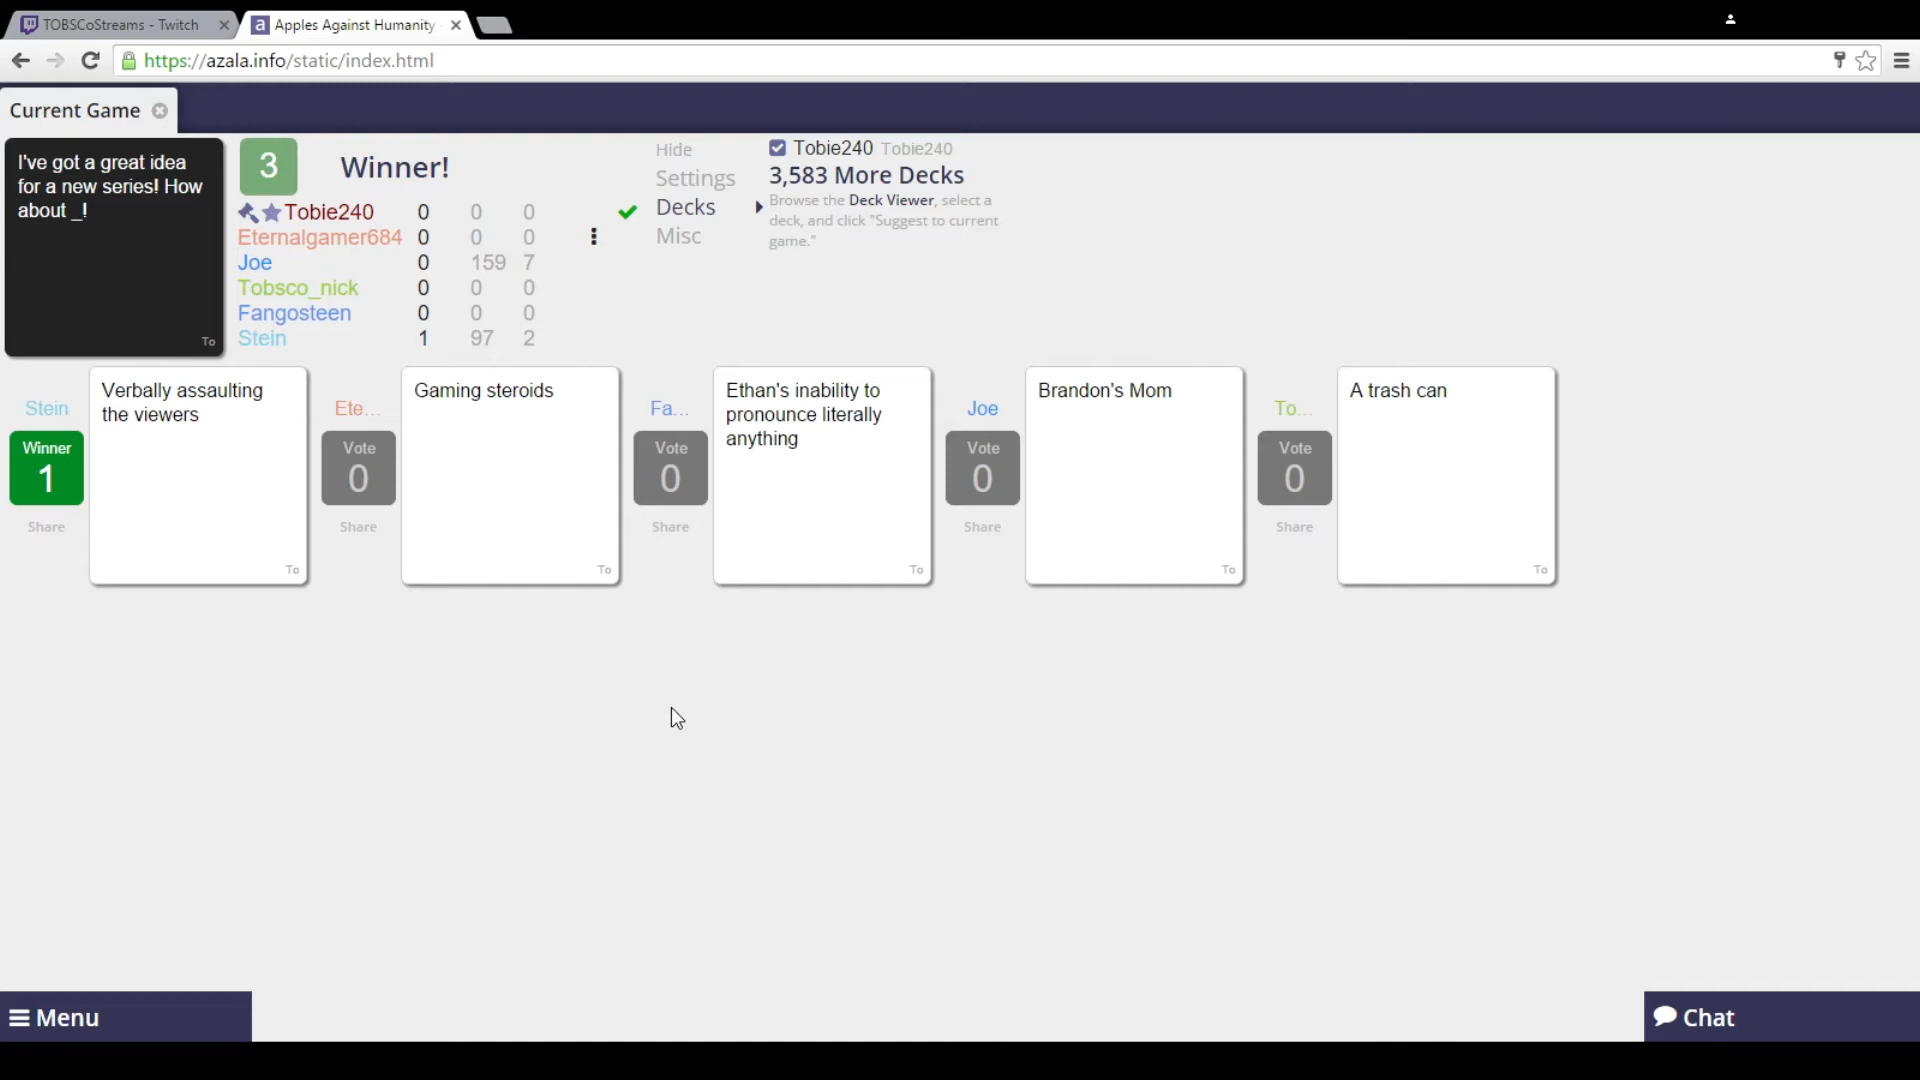 TOBSCoStreams - Twitch
Apples Against Humanity
https://azala.info/static/index.html
Current Game
I've got a great idea
for a new series! How
about _!
To
3
Winner!
Tobie240 0 0 0
Eternalgamer684 0 0 0
Joe 0 159 7
Tobsco_nick 0 0 0
Fangosteen 0 0 0
Stein 1 97 2
Hide
Settings
Decks
Misc
Tobie240 Tobie240
3,583 More Decks
Browse the Deck Viewer, select a
deck, and click "Suggest to current
game."
Stein
Winner
1
Share
Verbally assaulting
the viewers
To
Ete...
Vote
0
Share
Gaming steroids
To
Fa...
Vote
0
Share
Ethan's inability to
pronounce literally
anything
To
Joe
Vote
0
Share
Brandon's Mom
To
To...
Vote
0
Share
A trash can
To
Menu
Chat